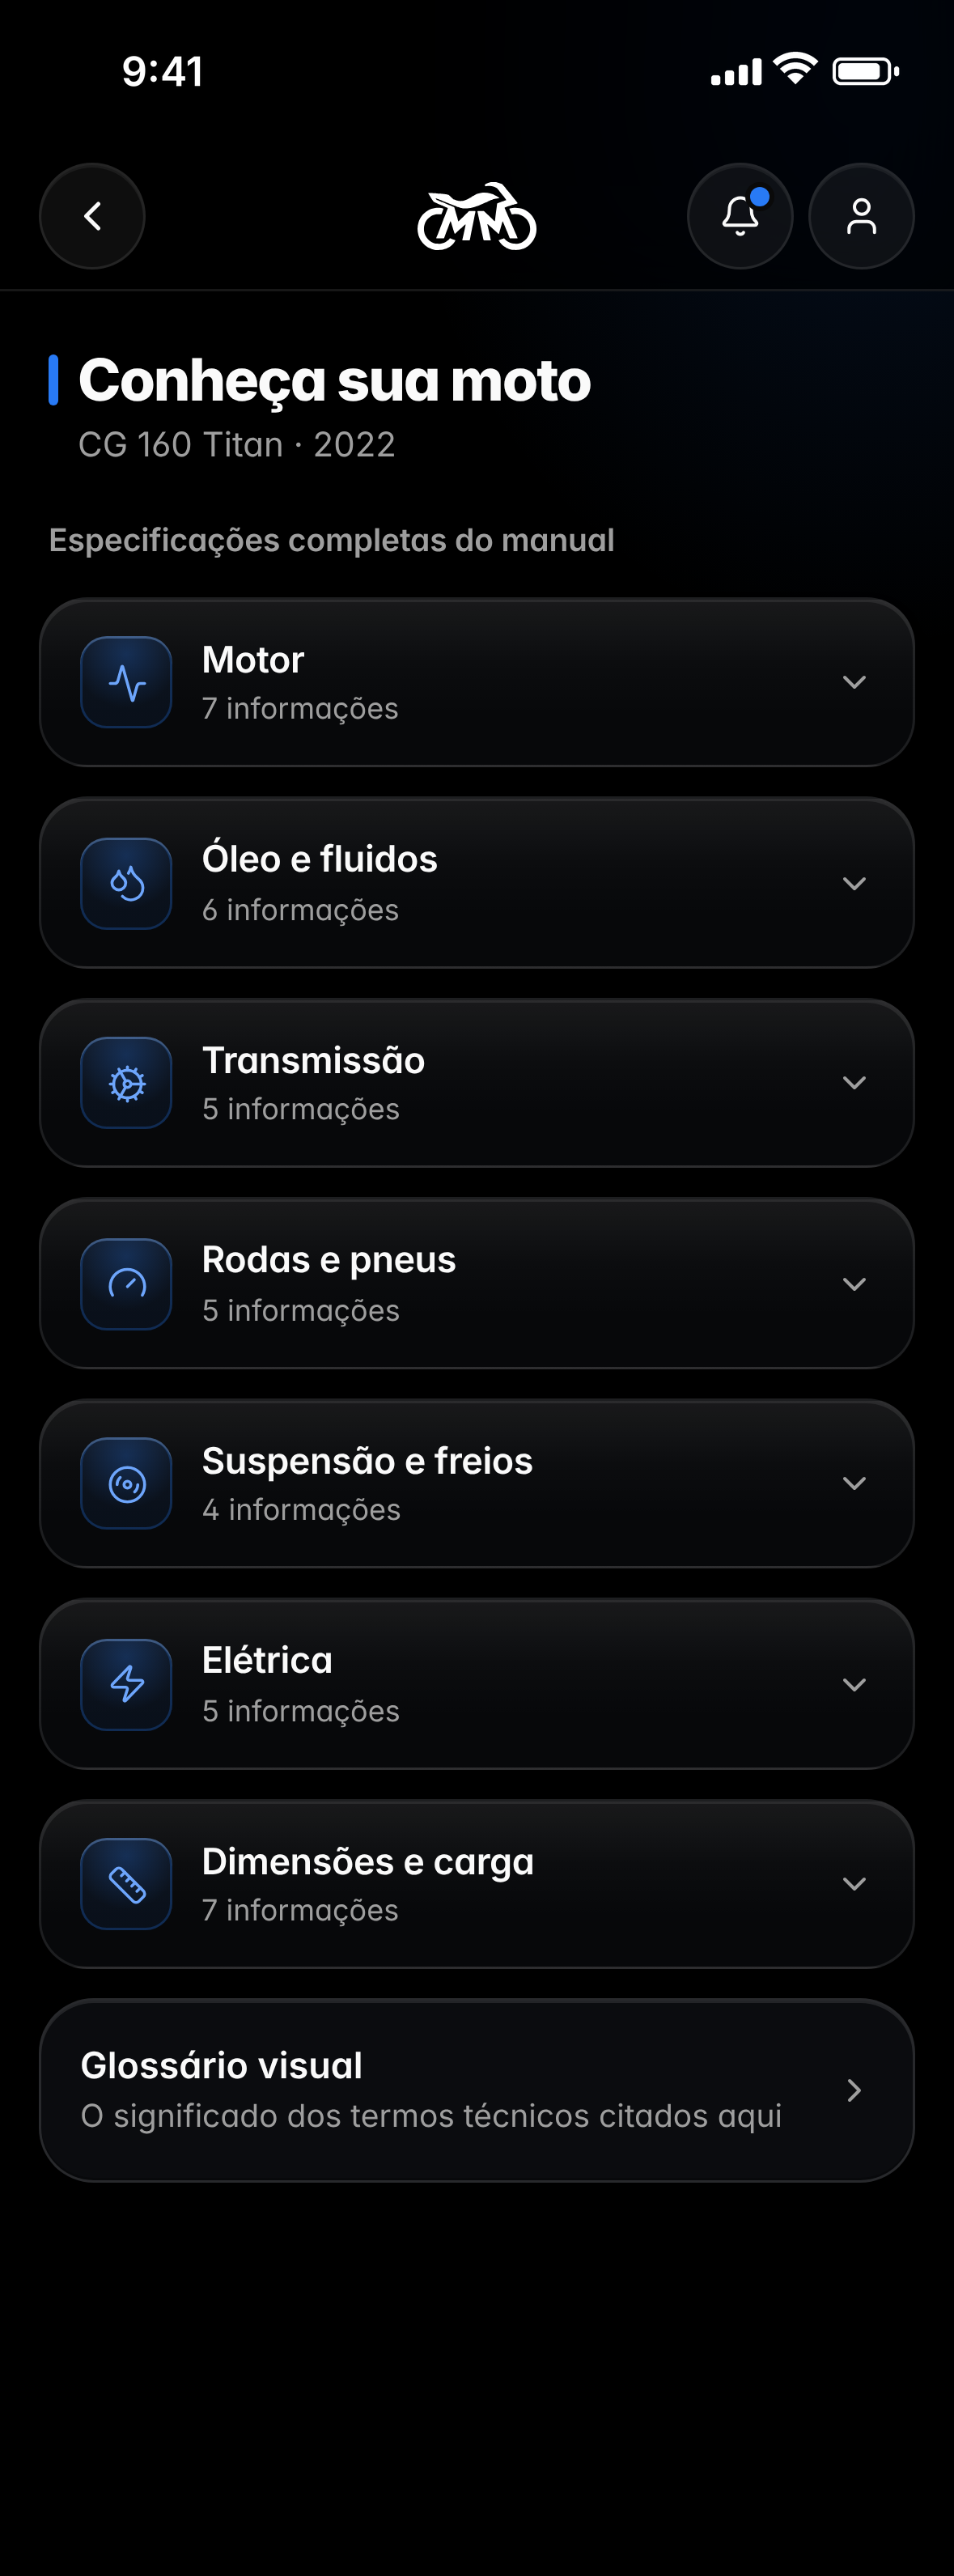 9:41
MM
Conheça sua moto
CG 160 Titan · 2022
Especificações completas do manual
Motor
7 informações
Óleo e fluidos
6 informações
Transmissão
5 informações
Rodas e pneus
5 informações
Suspensão e freios
4 informações
Elétrica
5 informações
Dimensões e carga
7 informações
Glossário visual
O significado dos termos técnicos citados aqui